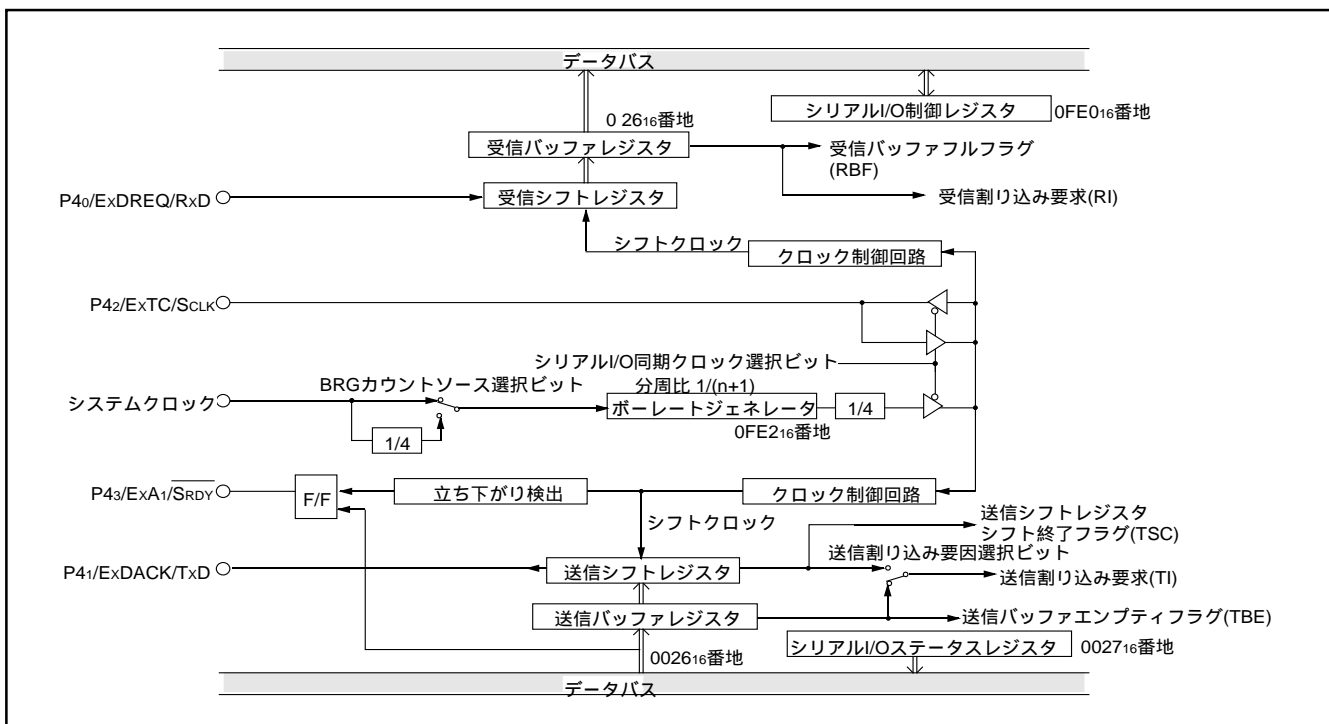 データバス
シリアルI/O制御レジスタ
0FE016番地
0 2616番地
受信バッファレジスタ
受信バッファフルフラグ
(RBF)
P40/EXDREQ/RXD
受信シフトレジスタ
受信割り込み要求(RI)
シフトクロック
クロック制御回路
P42/EXTC/SCLK
シリアルI/O同期クロック選択ビット
BRGカウントソース選択ビット
分周比 1/(n+1)
システムクロック
ボーレートジェネレータ
1/4
0FE216番地
1/4
P43/EXA1/SRDY
F/F
立ち下がり検出
クロック制御回路
シフトクロック
送信シフトレジスタ
シフト終了フラグ(TSC)
送信割り込み要因選択ビット
P41/EXDACK/TXD
送信シフトレジスタ
送信割り込み要求(TI)
送信バッファレジスタ
送信バッファエンプティフラグ(TBE)
002616番地
シリアルI/Oステータスレジスタ
002716番地
データバス